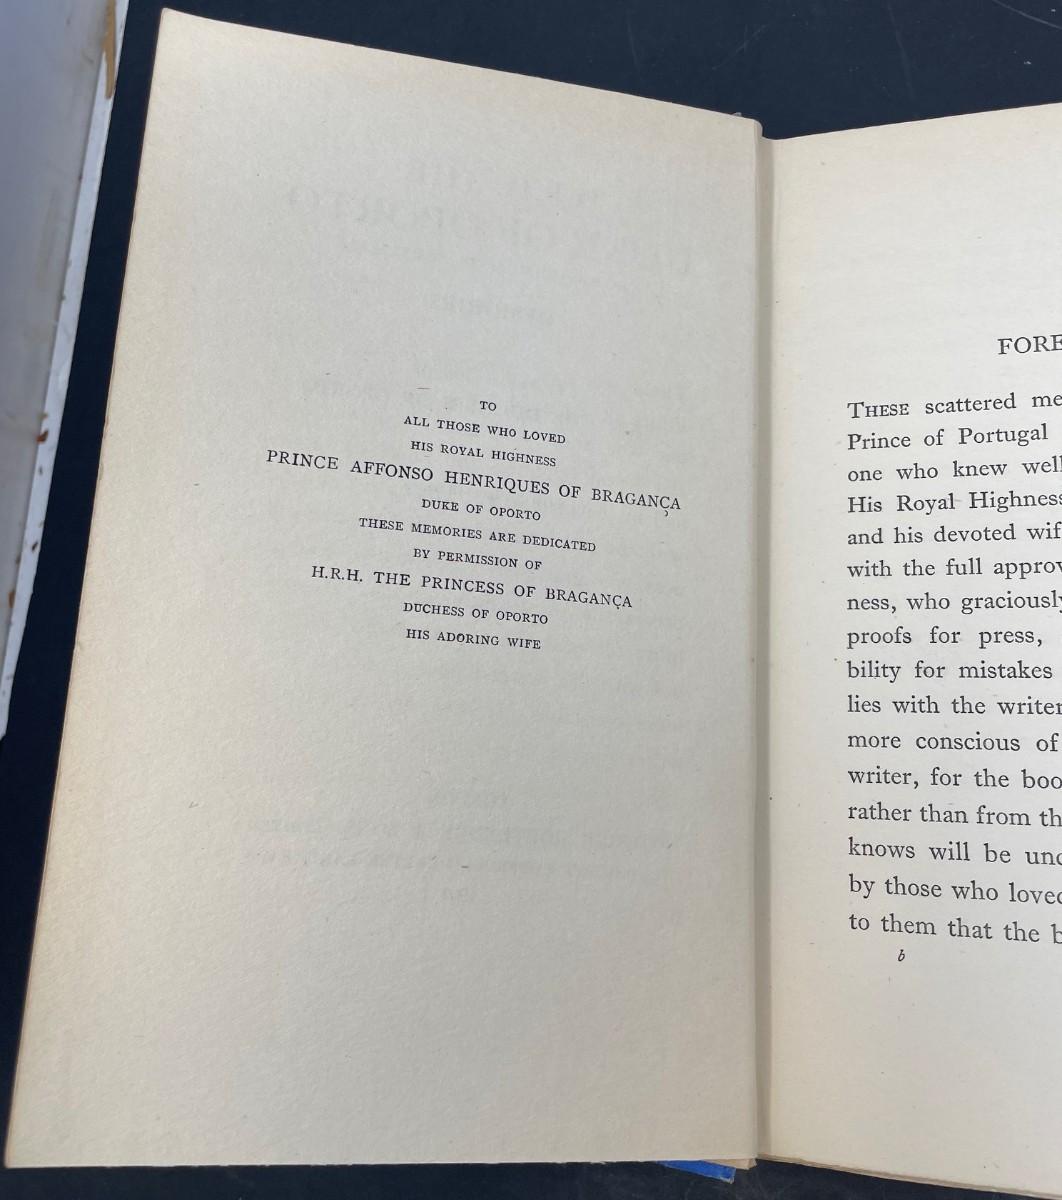 TO
ALL THOSE WHO LOVED
HIS ROYAL HIGHNESS
PRINCE AFFONSO HENRIQUES OF BRAGANÇA
DUKE OF OPORTO
THESE MEMORIES ARE DEDICATED
BY PERMISSION OF
H.R.H. THE PRINCESS OF BRAGANÇA
DUCHESS OF OPORTO
HIS ADORING WIFE
FORE
THESE scattered me
Prince of Portugal
one who knew well
His Royal Highness
and his devoted wif
with the full approv
ness, who graciously
proofs for press,
bility for mistakes
lies with the writer
more conscious of
writer, for the boo
rather than from th
knows will be und
by those who loved
to them that the b
b